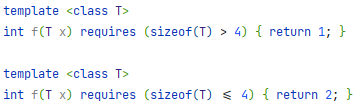 template <class T>
int f(T x) requires (sizeof(T) > 4) { return 1; }
template <class T>
int f(T x) requires (sizeof(T) ⩽ 4) { return 2; }